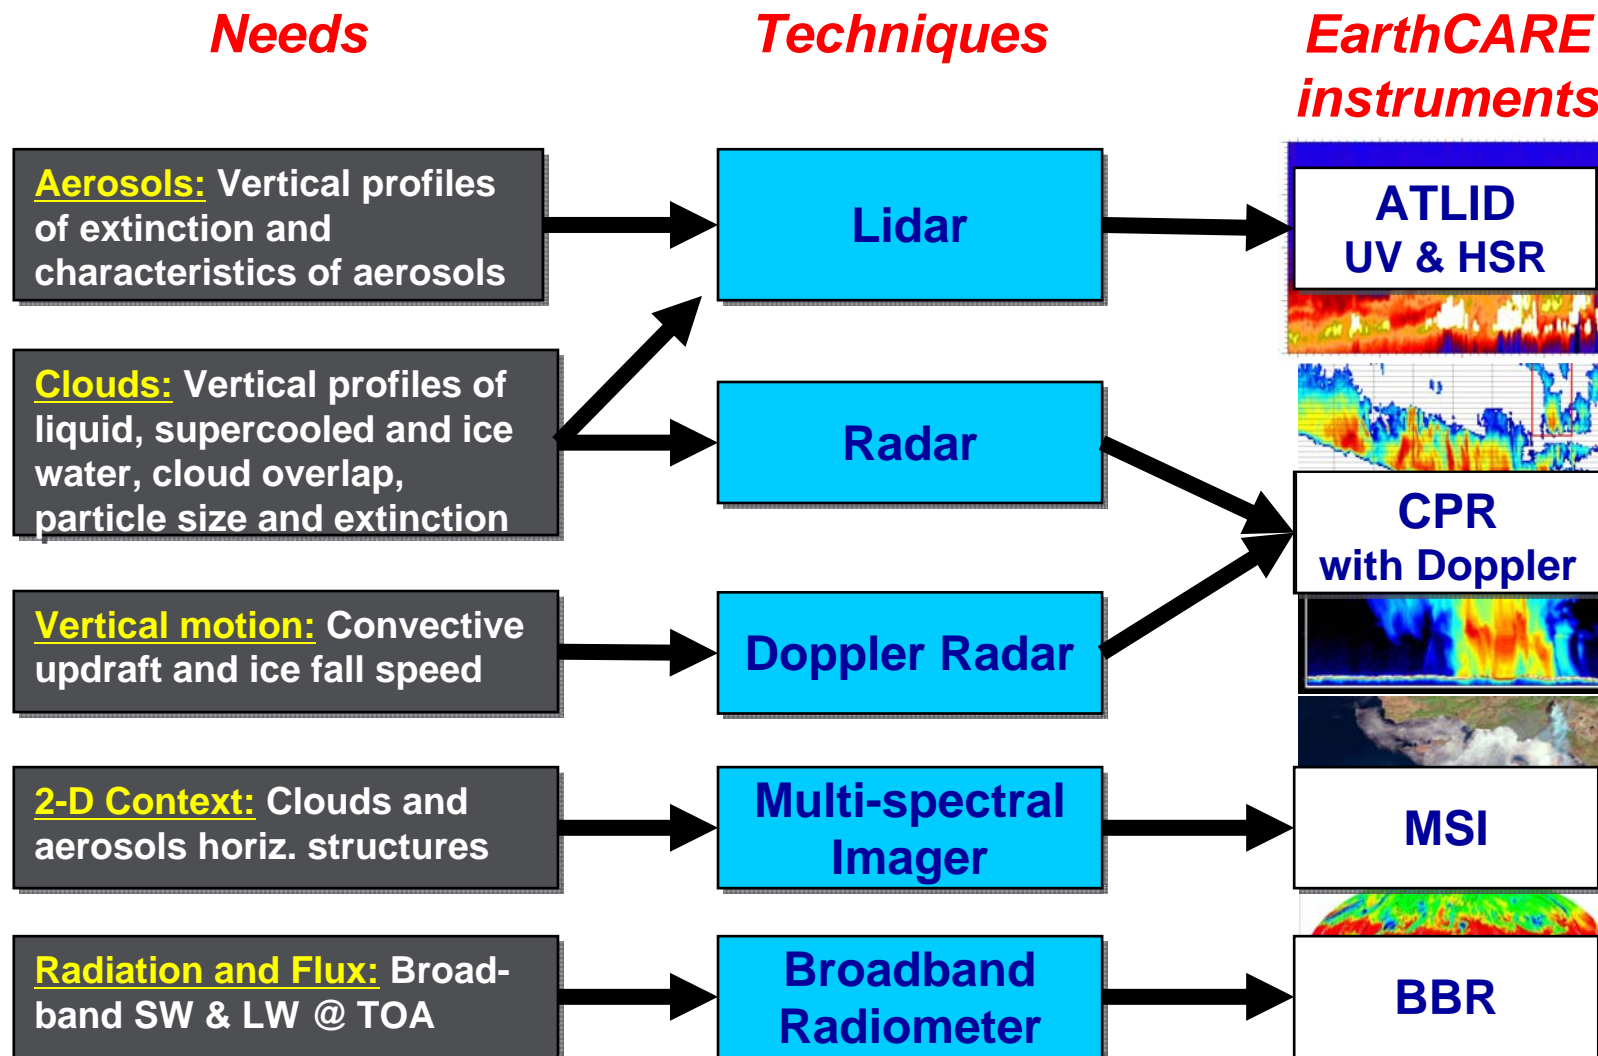 Needs
Techniques
EarthCARE
instruments
Aerosols: Vertical profiles
of extinction and
characteristics of aerosols
Lidar
ATLID
UV & HSR
Clouds: Vertical profiles of
liquid, supercooled and ice
water, cloud overlap,
particle size and extinction
Radar
CPR
with Doppler
Vertical motion: Convective
updraft and ice fall speed
Doppler Radar
2-D Context: Clouds and
aerosols horiz. structures
Multi-spectral
Imager
MSI
Radiation and Flux: Broad-
band SW & LW @ TOA
Broadband
Radiometer
BBR